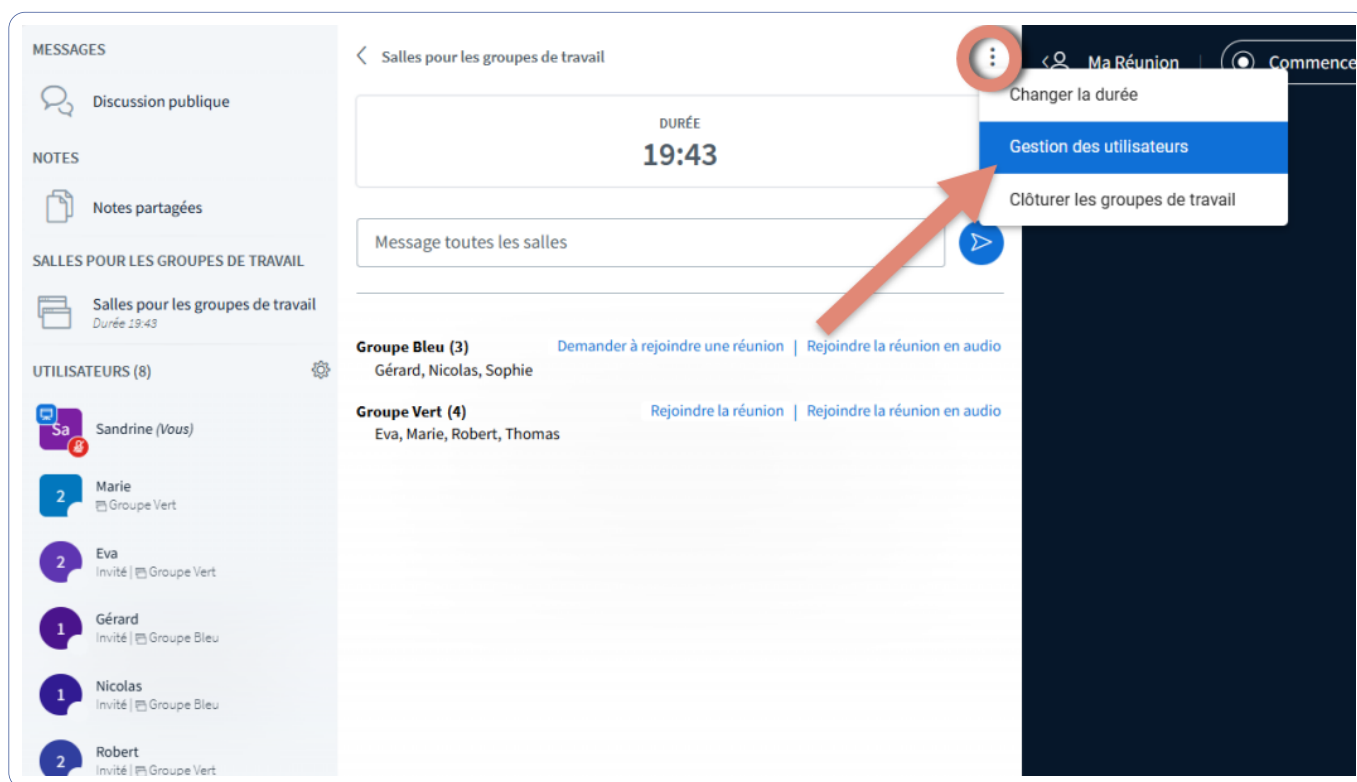 MESSAGES
Discussion publique
NOTES
Notes partagées
SALLES POUR LES GROUPES DE TRAVAIL
Salles pour les groupes de travail
Durée 19:43
UTILISATEURS (8)
Sa
Sandrine (Vous)
2
Marie
Groupe Vert
2
Eva
Invité | Groupe Vert
1
Gérard
Invité | Groupe Bleu
1
Nicolas
Invité | Groupe Bleu
2
Robert
Invité | Groupe Vert
Salles pour les groupes de travail
DURÉE
19:43
Message toutes les salles
Groupe Bleu (3) Demander à rejoindre une réunion | Rejoindre la réunion en audio
Gérard, Nicolas, Sophie
Groupe Vert (4) Rejoindre la réunion | Rejoindre la réunion en audio
Eva, Marie, Robert, Thomas
Ma Réunion Commence
Changer la durée
Gestion des utilisateurs
Clôturer les groupes de travail